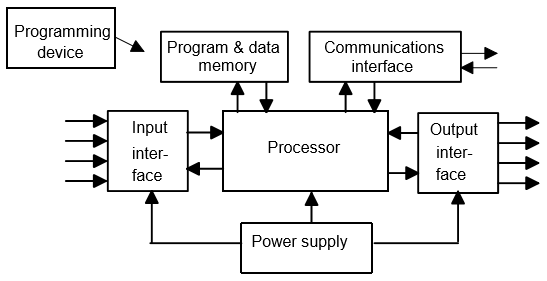 Programming
device
Program & data
memory
Communications
interface
Input
inter-
face
Processor
Output
inter-
face
Power supply